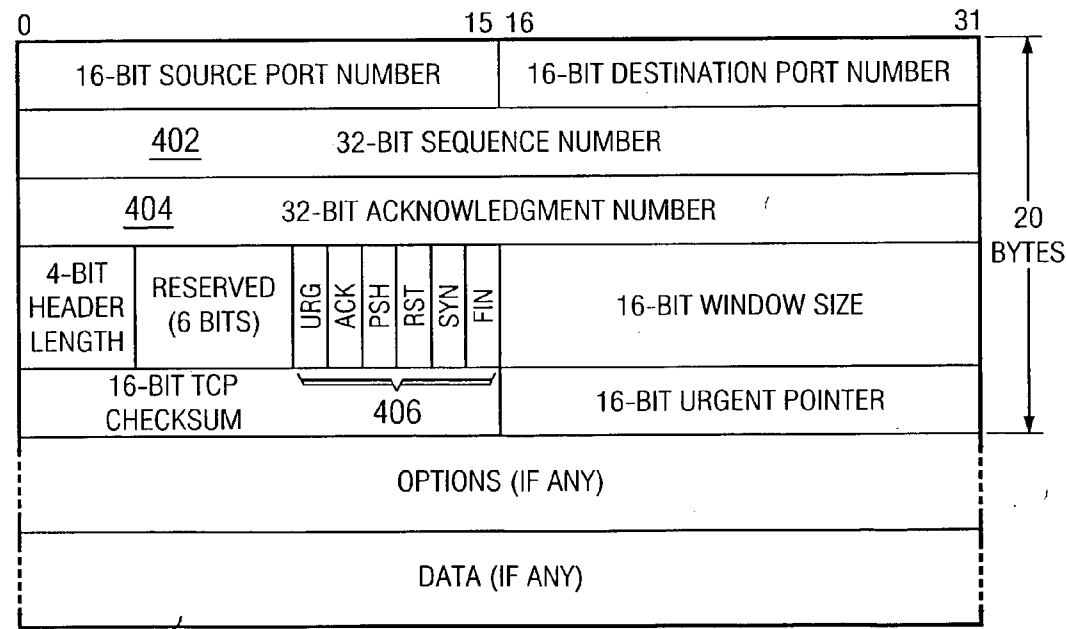 0 15 16 31
16-BIT SOURCE PORT NUMBER
16-BIT DESTINATION PORT NUMBER
402 32-BIT SEQUENCE NUMBER
404 32-BIT ACKNOWLEDGMENT NUMBER
20
BYTES
4-BIT
HEADER
LENGTH
RESERVED
(6 BITS)
URG
ACK
PSH
RST
SYN
FIN
16-BIT WINDOW SIZE
16-BIT TCP
CHECKSUM
406
16-BIT URGENT POINTER
OPTIONS (IF ANY)
DATA (IF ANY)